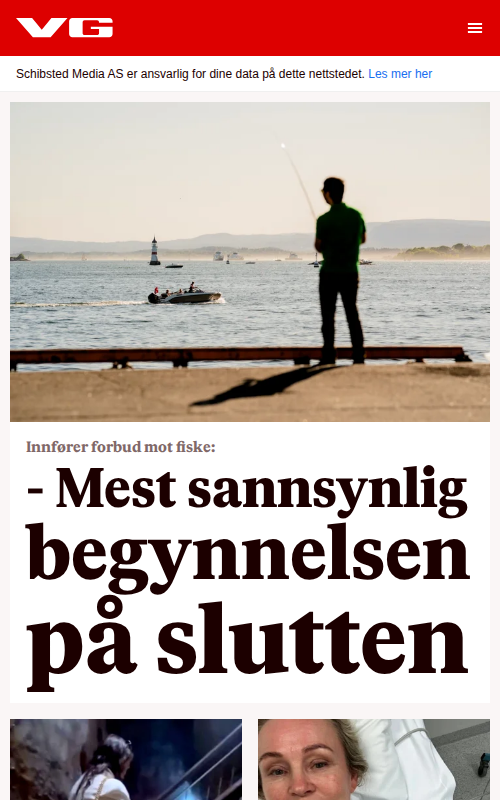 VG
Schibsted Media AS er ansvarlig for dine data på dette nettstedet. Les mer her
Innfører forbud mot fiske:
- Mest sannsynlig
begynnelsen
på slutten